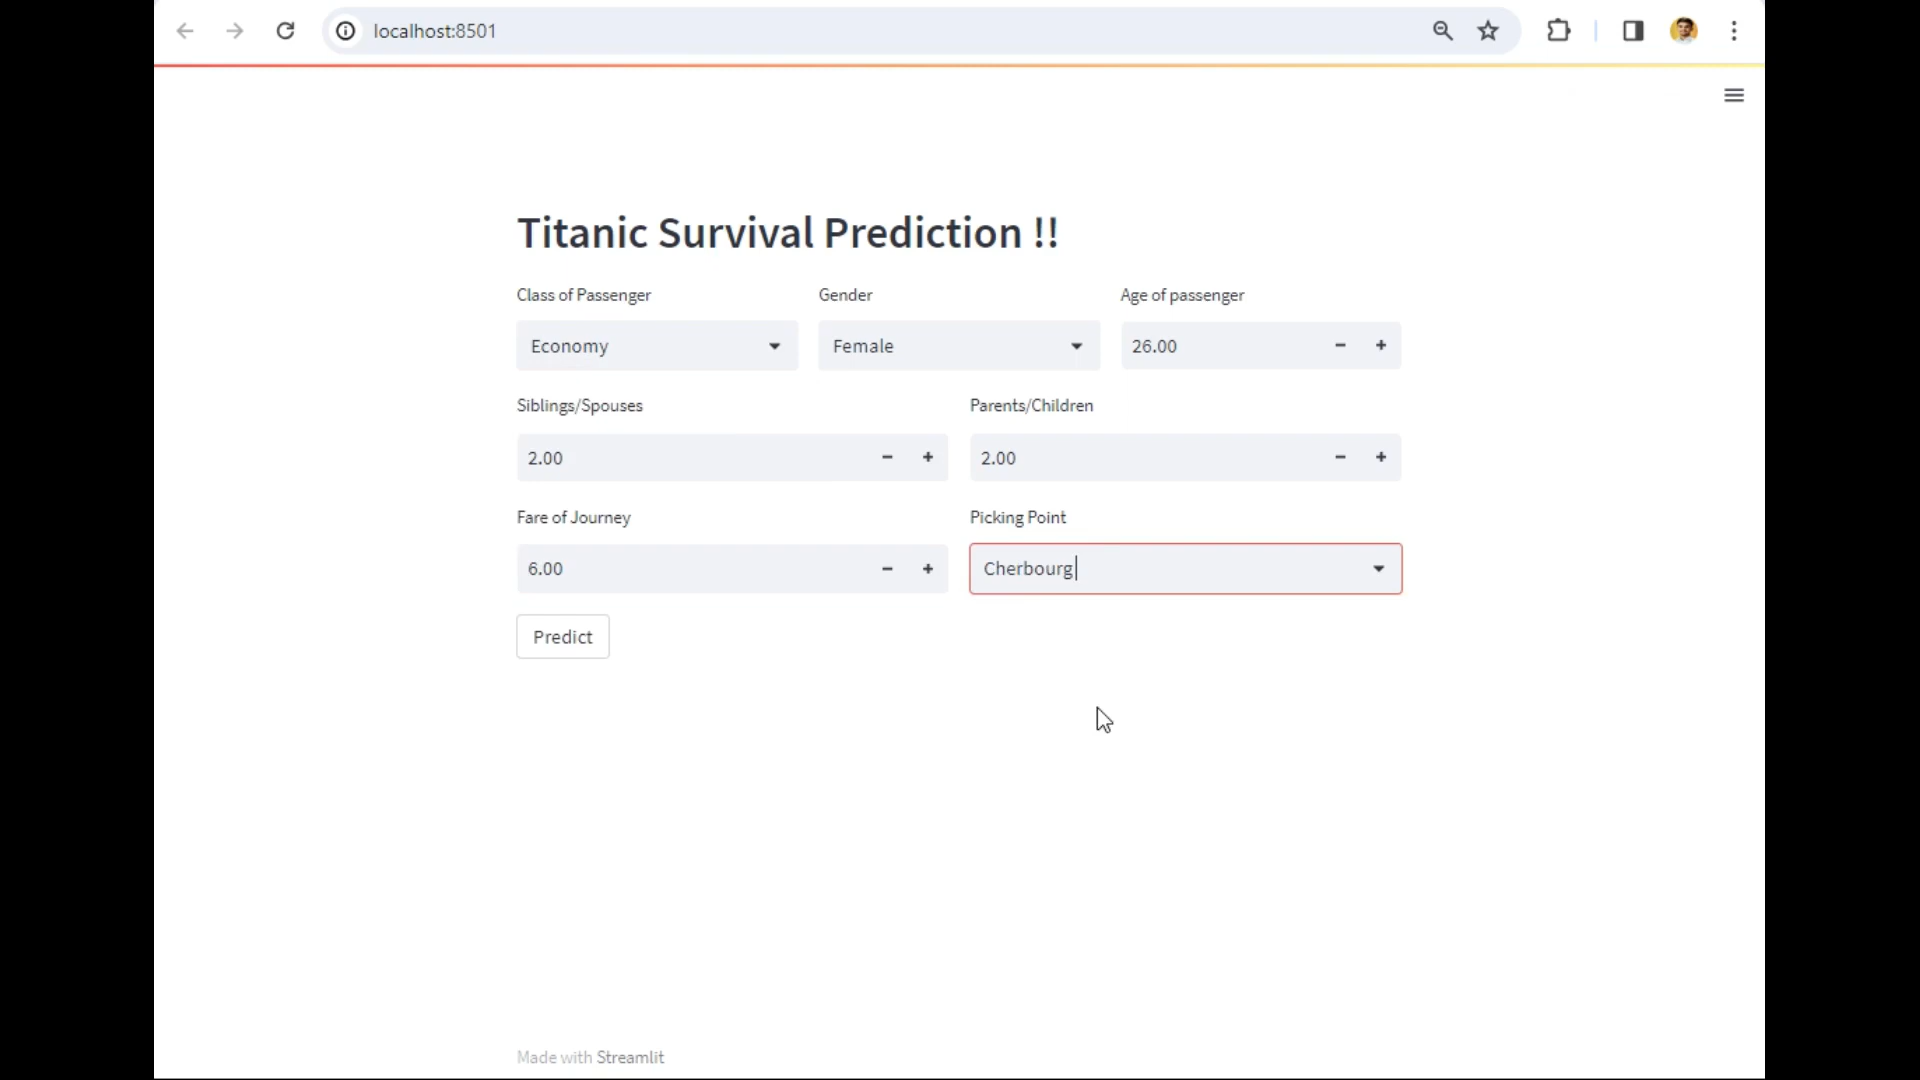 localhost:8501
Titanic Survival Prediction !!
Class of Passenger Gender Age of passenger
Economy Female 26.00 - +
Siblings/Spouses Parents/Children
2.00 - + 2.00 - +
Fare of Journey Picking Point
6.00 - + Cherbourg
Predict
Made with Streamlit